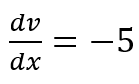 dv/dx = −5